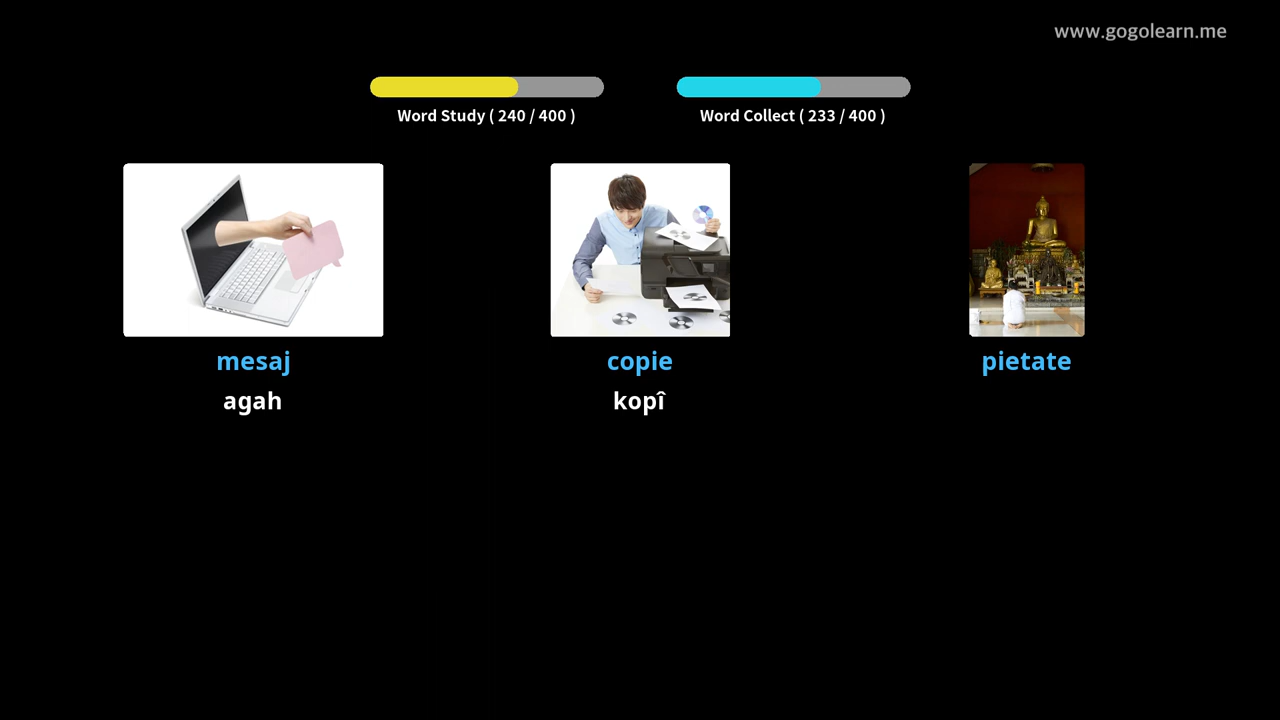 www.gogolearn.me
Word Study ( 240 / 400 )
Word Collect ( 233 / 400 )
mesaj
agah
copie
kopî
pietate